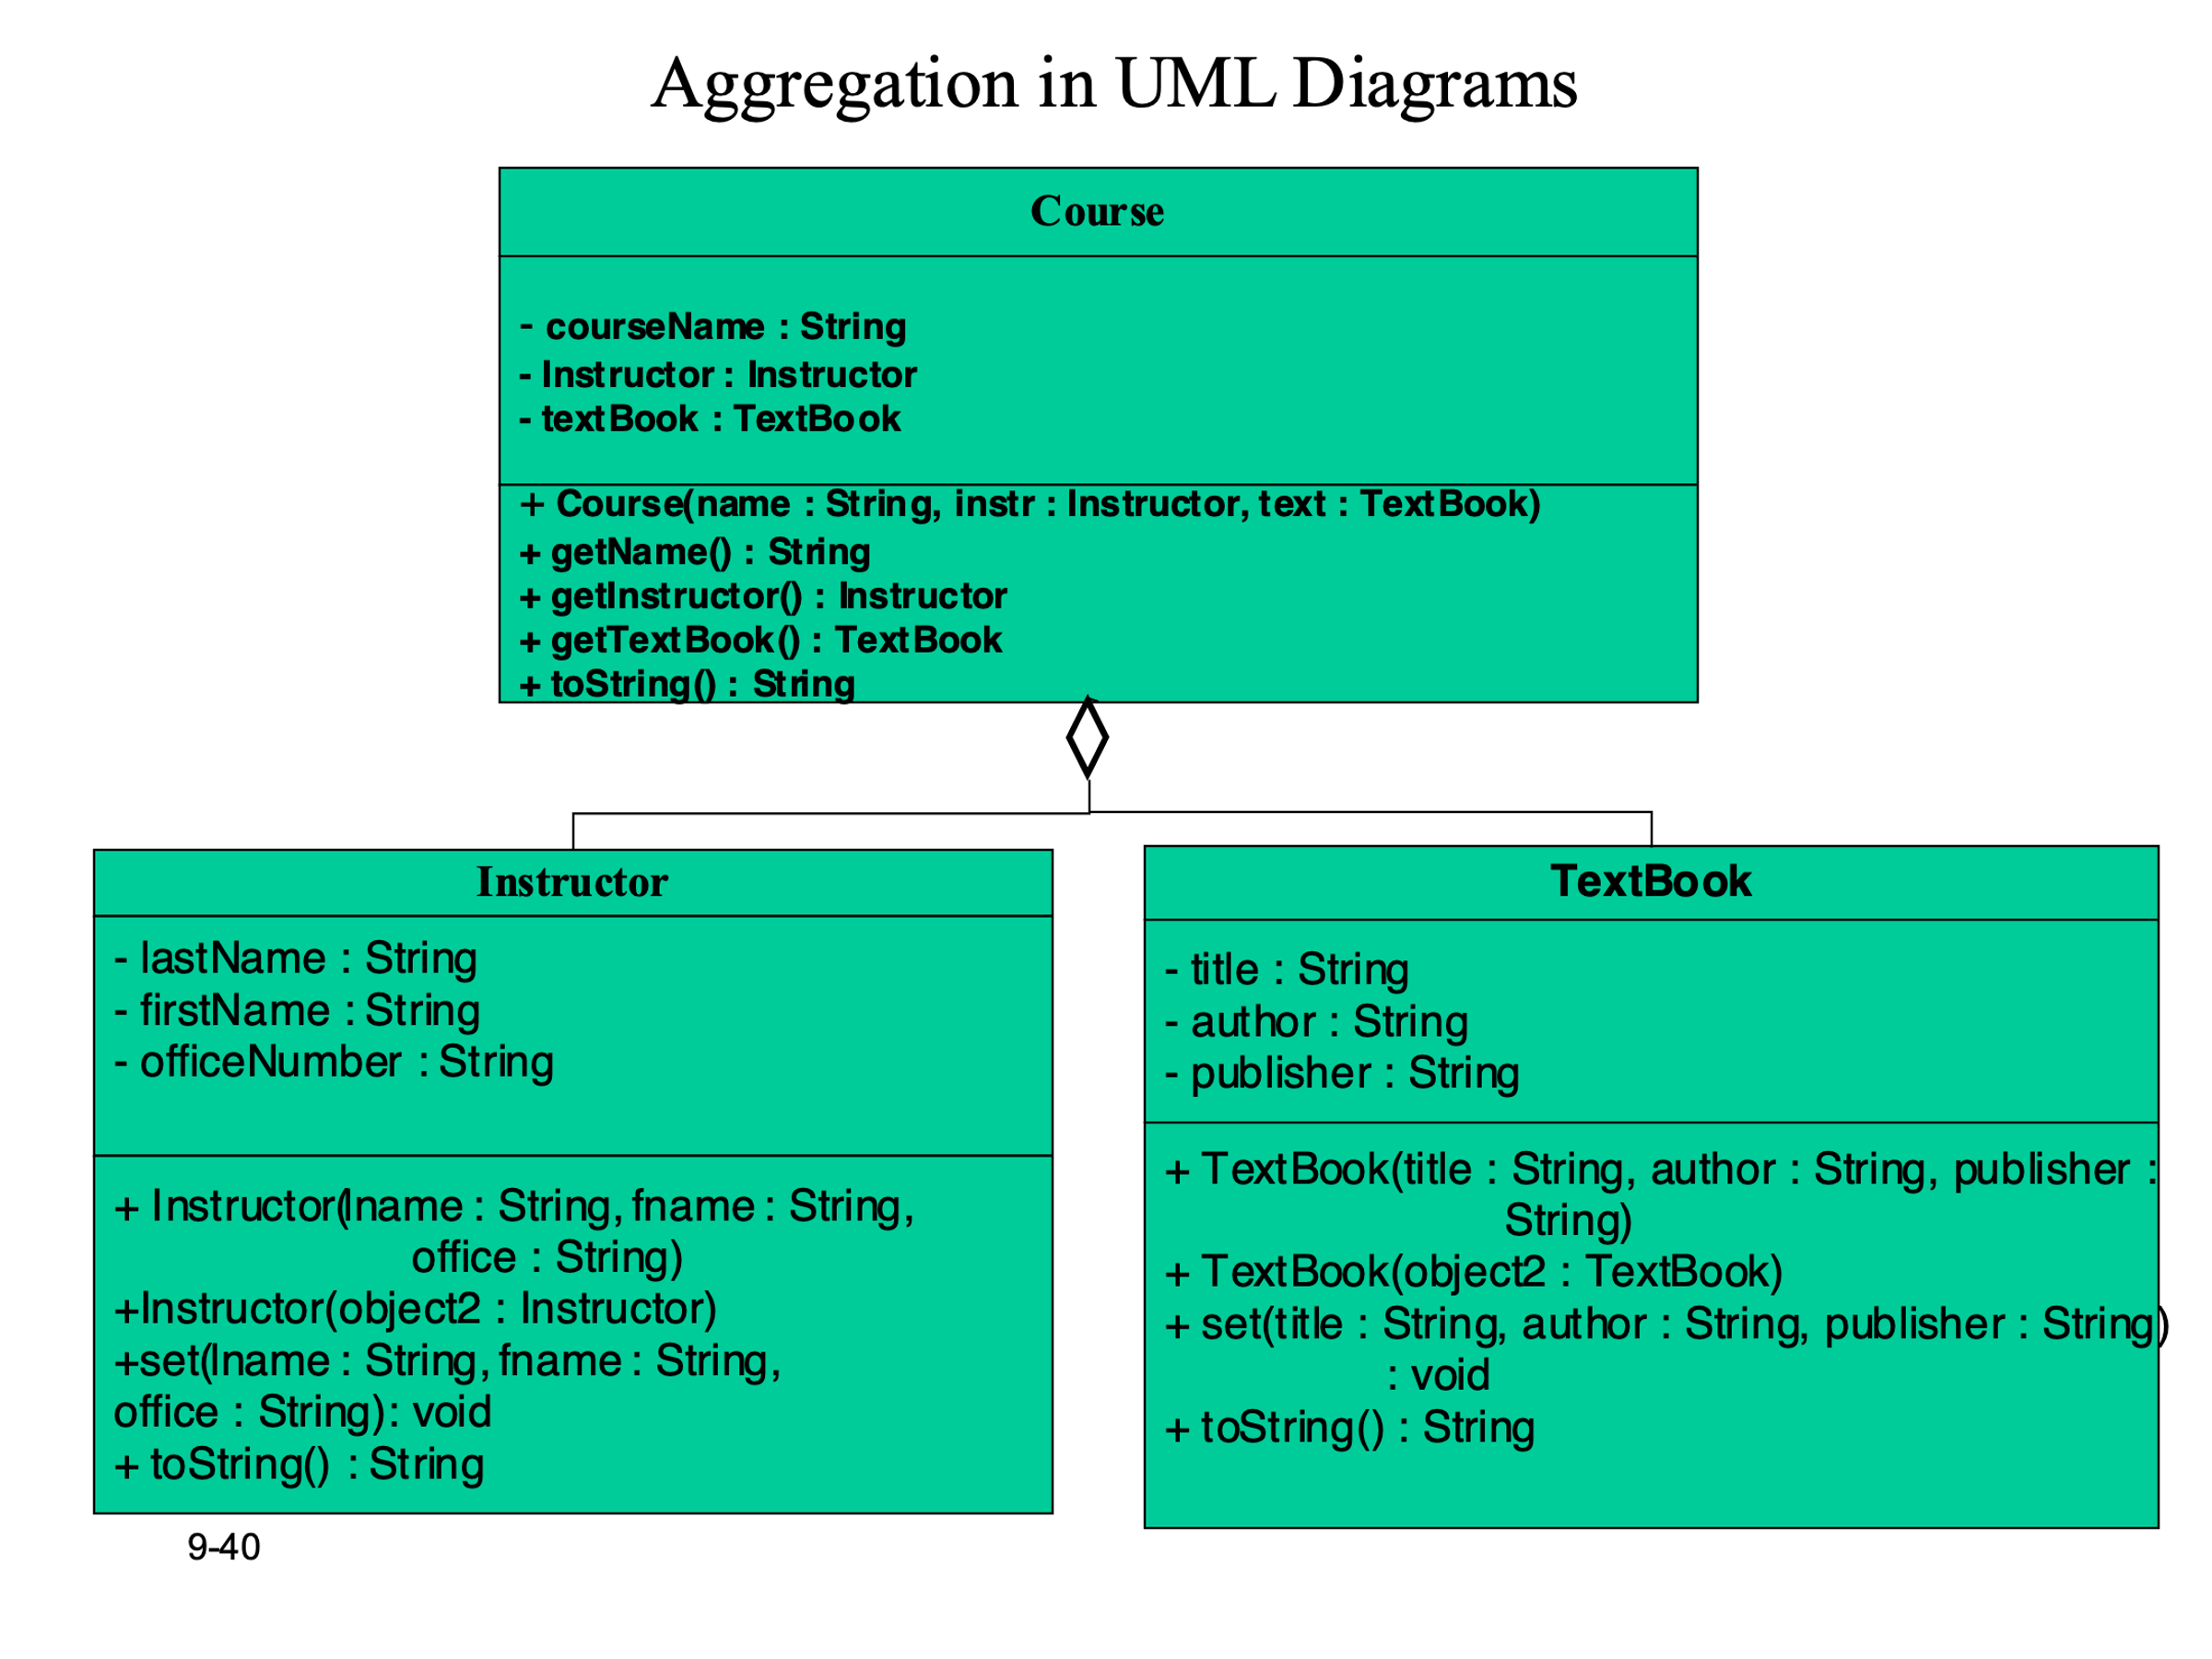 Aggregation in UML Diagrams
Course
- courseName : String
- Instructor : Instructor
- textBook : TextBook
+ Course(name : String, instr : Instructor, text : TextBook)
+ getName() : String
+ getInstructor() : Instructor
+ getTextBook() : TextBook
+ toString() : String
Instructor
- lastName : String
- firstName : String
- officeNumber : String
+ Instructor(lname : String, fname : String,
office : String)
+Instructor(object2 : Instructor)
+set(lname : String, fname : String,
office : String): void
+ toString() : String
TextBook
- title : String
- author : String
- publisher : String
+ TextBook(title : String, author : String, publisher :
String)
+ TextBook(object2 : TextBook)
+ set(title : String, author : String, publisher : String)
: void
+ toString() : String
9-40